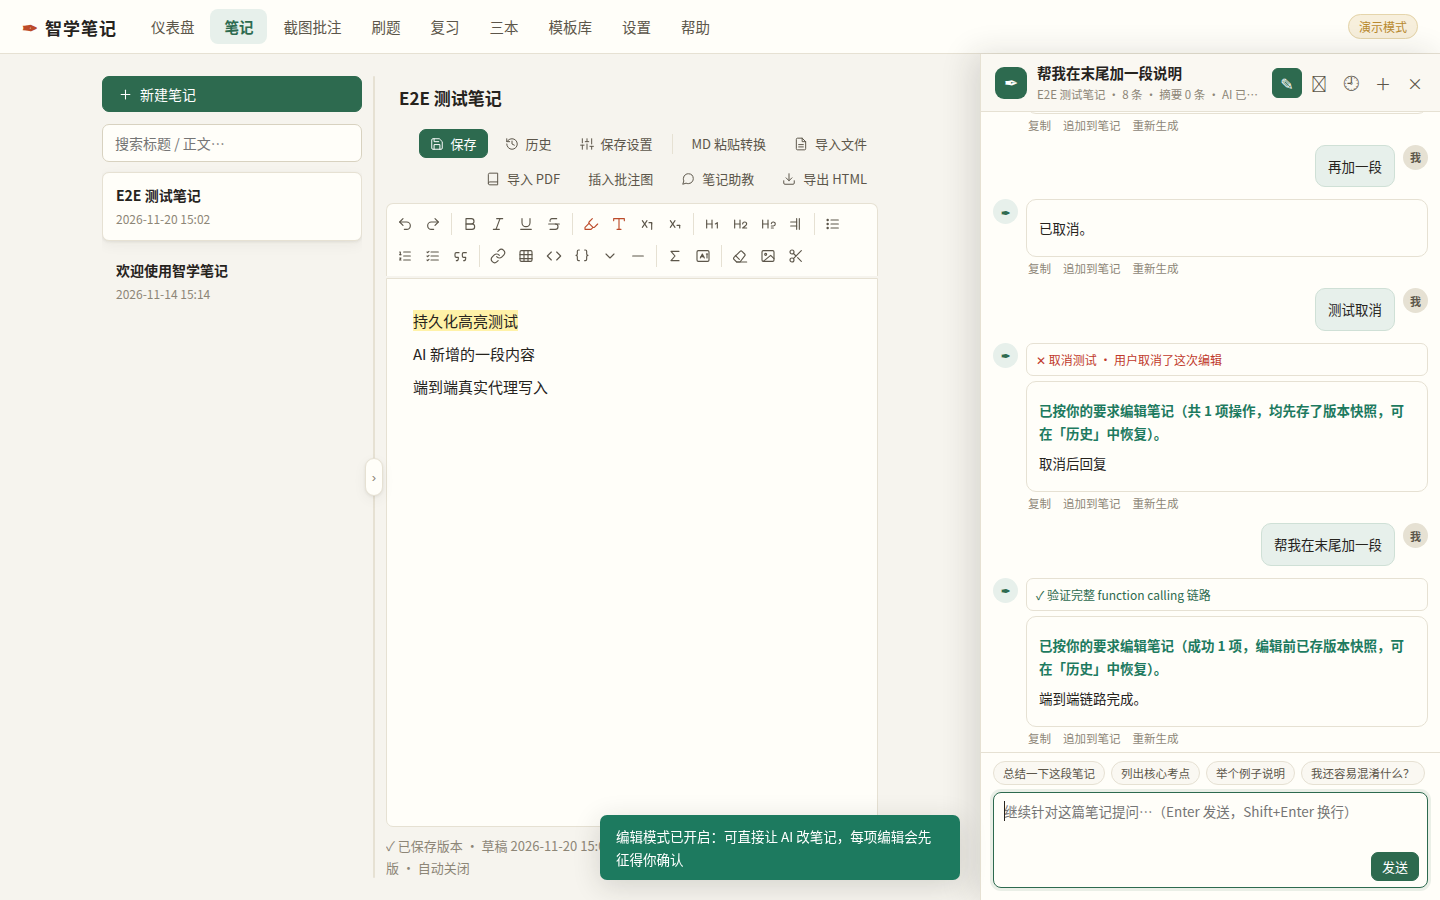 智学笔记
仪表盘
笔记
截图批注
刷题
复习
三本
模板库
设置
帮助
演示模式
+ 新建笔记
搜索标题 / 正文…
E2E 测试笔记
2026-11-20 15:02
欢迎使用智学笔记
2026-11-14 15:14
E2E 测试笔记
保存
历史
保存设置
MD 粘贴转换
导入文件
导入 PDF
插入批注图
笔记助教
导出 HTML
持久化高亮测试
AI 新增的一段内容
端到端真实代理写入
✓ 已保存版本 · 草稿 2026-11-20 15:
版 · 自动关闭
编辑模式已开启：可直接让 AI 改笔记，每项编辑会先
征得你确认
帮我在末尾加一段说明
E2E 测试笔记 · 8 条 · 摘要 0 条 · AI 已…
复制 追加到笔记 重新生成
再加一段
我
已取消。
复制 追加到笔记 重新生成
测试取消
我
✕ 取消测试 · 用户取消了这次编辑
已按你的要求编辑笔记（共 1 项操作，均先存了版本快照，可
在「历史」中恢复）。
取消后回复
复制 追加到笔记 重新生成
帮我在末尾加一段
我
✓ 验证完整 function calling 链路
已按你的要求编辑笔记（成功 1 项，编辑前已存版本快照，可
在「历史」中恢复）。
端到端链路完成。
复制 追加到笔记 重新生成
总结一下这段笔记
列出核心考点
举个例子说明
我还容易混淆什么？
继续针对这篇笔记提问…（Enter 发送，Shift+Enter 换行）
发送